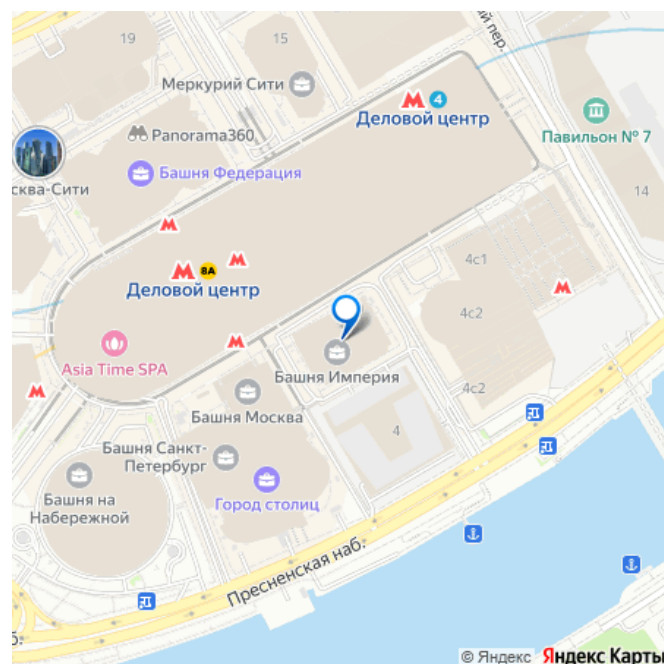 19
15
ый пер.
Меркурий Сити
4
Деловой центр
Panorama360
Павильон № 7
сква-Сити
Башня Федерация
14
4с1
8А
Деловой центр
4с2
Asia Time SPA
Башня Империя
4с2
Башня Москва
4
Башня Санкт-
Петербург
Башня на
Набережной
Город столиц
Пресненская наб.
б.
© Яндекс Яндекс Карты